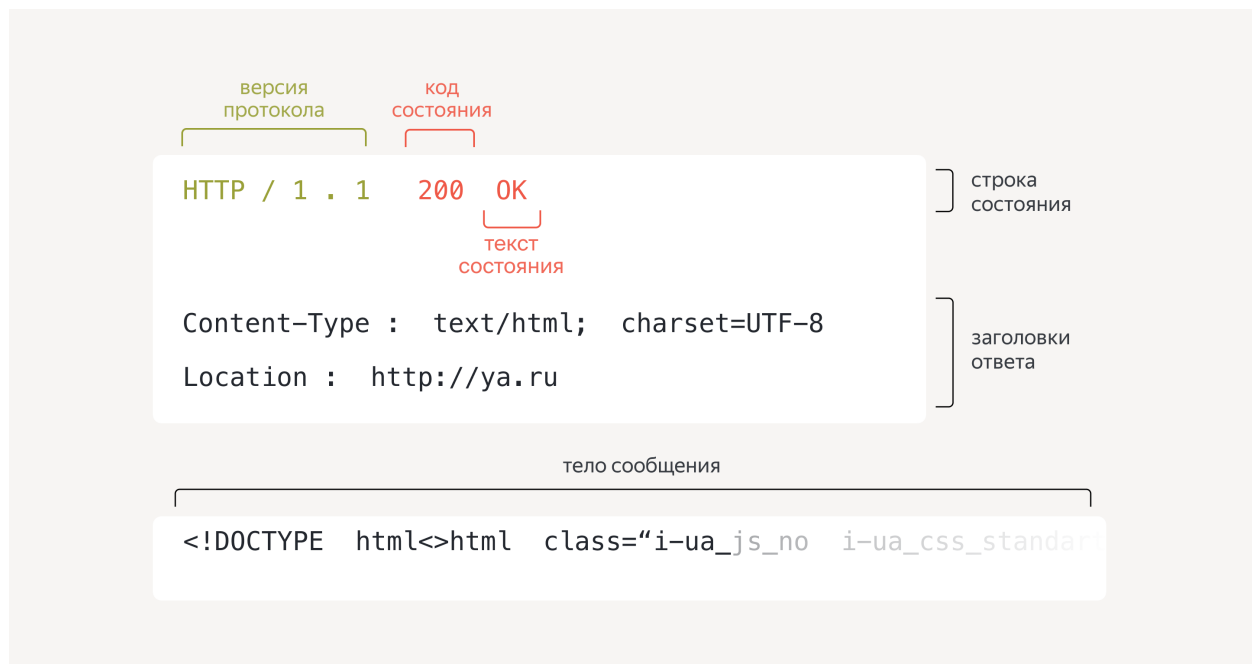 версия
протокола
код
состояния
HTTP / 1 . 1 200 OK
строка
состояния
текст
состояния
Content-Type : text/html; charset=UTF-8
Location : http://ya.ru
заголовки
ответа
тело сообщения
<!DOCTYPE html<>html class=“i-ua_js_no i-ua_css_standart